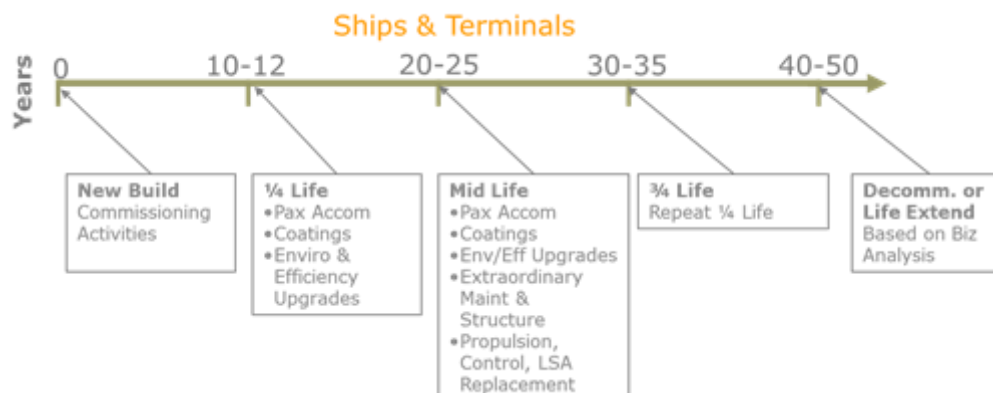 Ships & Terminals
Years
0
10-12
20-25
30-35
40-50
New Build
Commissioning
Activities
¼ Life
•Pax Accom
•Coatings
•Enviro &
Efficiency
Upgrades
Mid Life
•Pax Accom
•Coatings
•Env/Eff Upgrades
•Extraordinary
Maint &
Structure
•Propulsion,
Control, LSA
Replacement
¾ Life
Repeat ¼ Life
Decomm. or
Life Extend
Based on Biz
Analysis